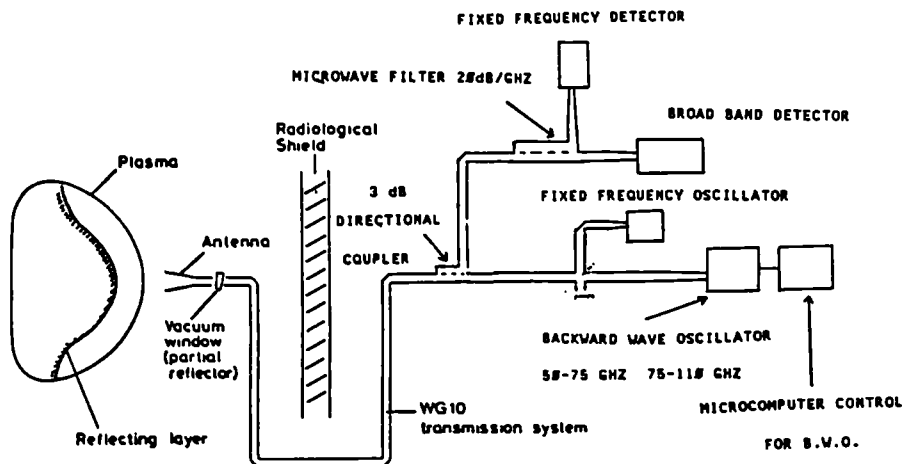 FIXED FREQUENCY DETECTOR
MICROWAVE FILTER 2ødB/GHZ
BROAD BAND DETECTOR
Radiological
Shield
Plasma
3 dB
DIRECTIONAL
COUPLER
FIXED FREQUENCY OSCILLATOR
Antenna
Vacuum
window
(partial
reflector)
BACKWARD WAVE OSCILLATOR
5ø-75 GHZ 75-11ø GHZ
WG10
transmission system
MICROCOMPUTER CONTROL
FOR B.W.O.
Reflecting layer